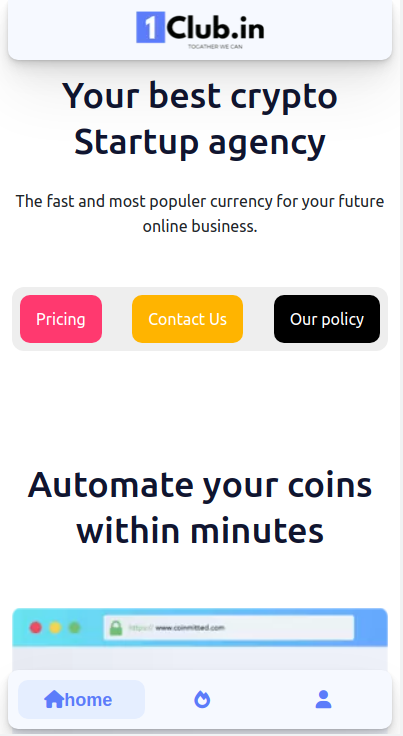 1Club.in
TOGATHER WE CAN
Your best crypto
Startup agency
The fast and most populer currency for your future
online business.
Pricing
Contact Us
Our policy
Automate your coins
within minutes
https:// www.coinmitted.com
home